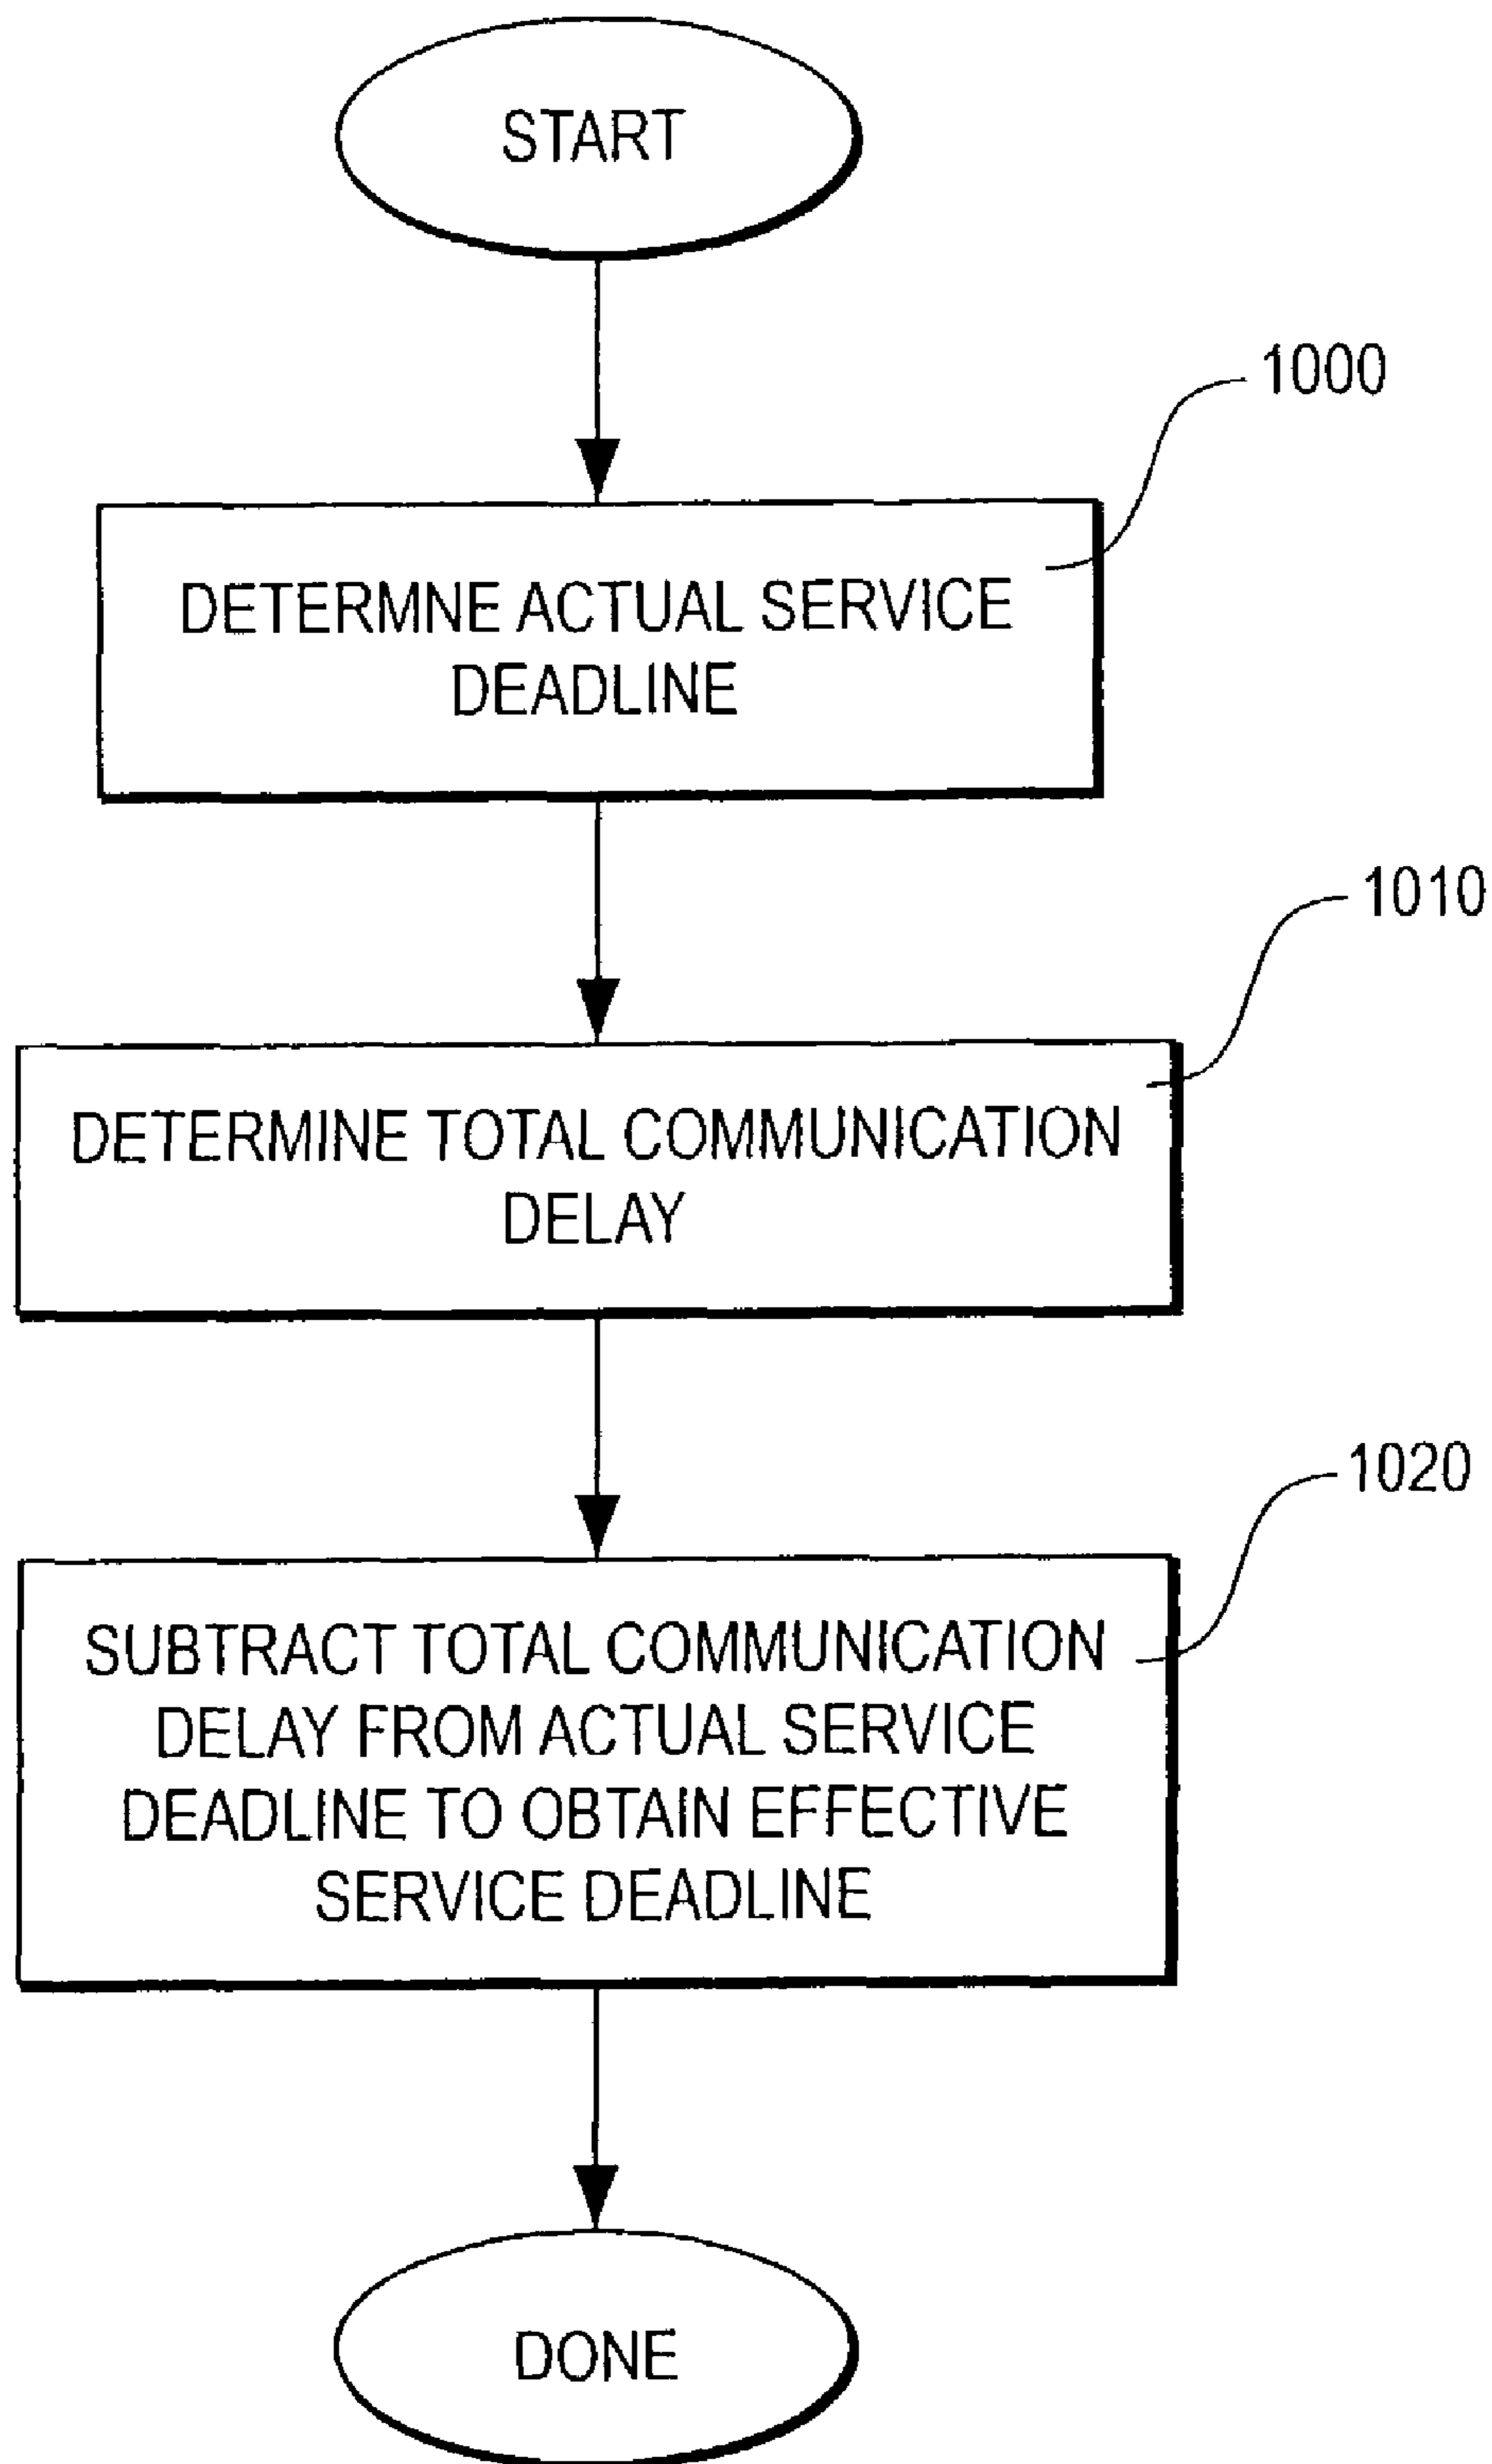 START
1000
DETERMNE ACTUAL SERVICE
DEADLINE
1010
DETERMINE TOTAL COMMUNICATION
DELAY
1020
SUBTRACT TOTAL COMMUNICATION
DELAY FROM ACTUAL SERVICE
DEADLINE TO OBTAIN EFFECTIVE
SERVICE DEADLINE
DONE